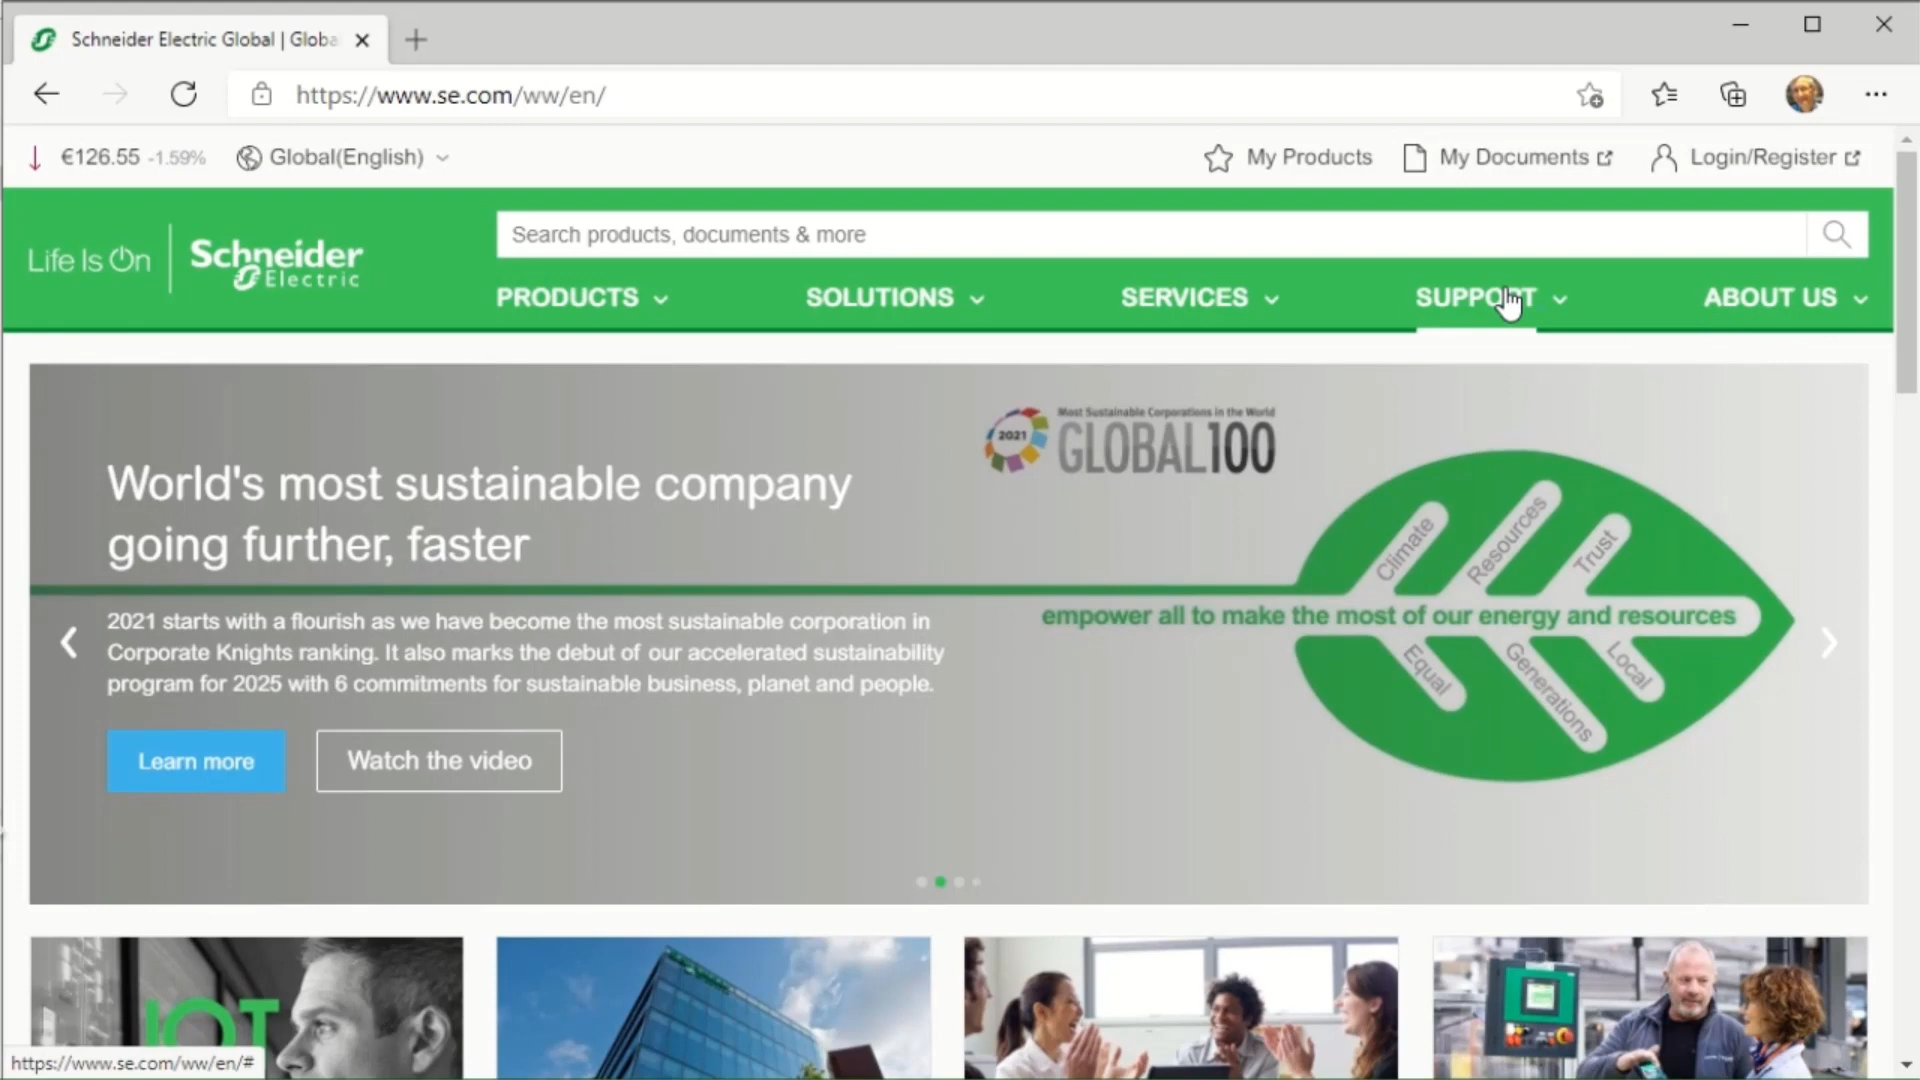 Schneider Electric Global | Globa
https://www.se.com/ww/en/
€126.55 -1.59% Global(English)
My Products My Documents Login/Register
Life Is On Schneider Electric
Search products, documents & more
PRODUCTS SOLUTIONS SERVICES SUPPORT ABOUT US
World's most sustainable company
going further, faster
2021 starts with a flourish as we have become the most sustainable corporation in
Corporate Knights ranking. It also marks the debut of our accelerated sustainability
program for 2025 with 6 commitments for sustainable business, planet and people.
Learn more Watch the video
2021
Most Sustainable Corporations in the World
GLOBAL100
Climate Resources Trust
empower all to make the most of our energy and resources
Equal Generations Local
IOT
https://www.se.com/ww/en/#